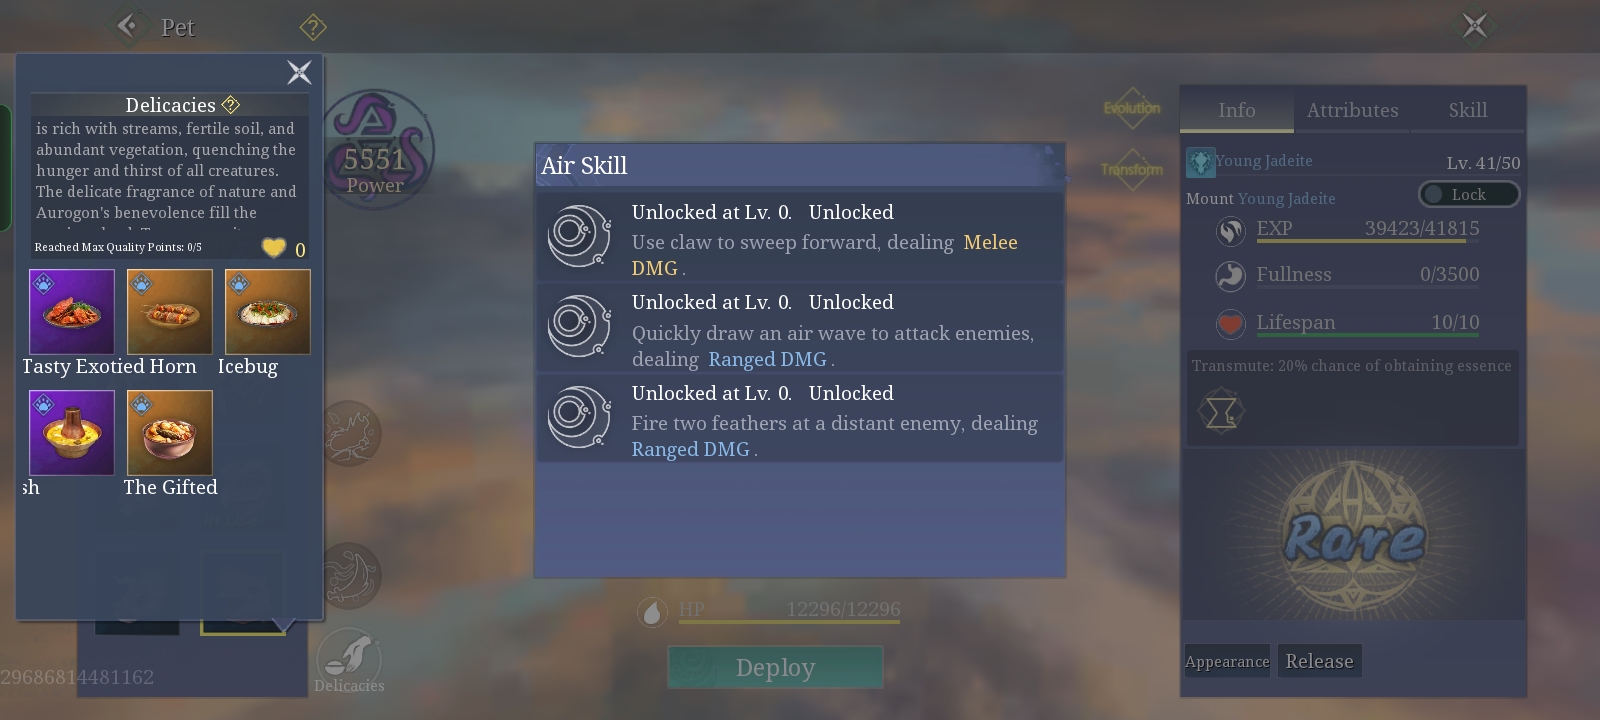 Pet
?
Delicacies ?
is rich with streams, fertile soil, and
abundant vegetation, quenching the
hunger and thirst of all creatures.
The delicate fragrance of nature and
Aurogon's benevolence fill the
Reached Max Quality Points: 0/5
0
Tasty Exotied Horn
Icebug
sh
The Gifted
29686814481162
5551
Power
Delicacies
Air Skill
Unlocked at Lv. 0. Unlocked
Use claw to sweep forward, dealing Melee
DMG .
Unlocked at Lv. 0. Unlocked
Quickly draw an air wave to attack enemies,
dealing Ranged DMG .
Unlocked at Lv. 0. Unlocked
Fire two feathers at a distant enemy, dealing
Ranged DMG .
HP 12296/12296
Deploy
Evolution
Transform
Info
Attributes
Skill
Young Jadeite
Lv. 41/50
Mount Young Jadeite
Lock
EXP 39423/41815
Fullness 0/3500
Lifespan 10/10
Transmute: 20% chance of obtaining essence
Rare
Appearance
Release